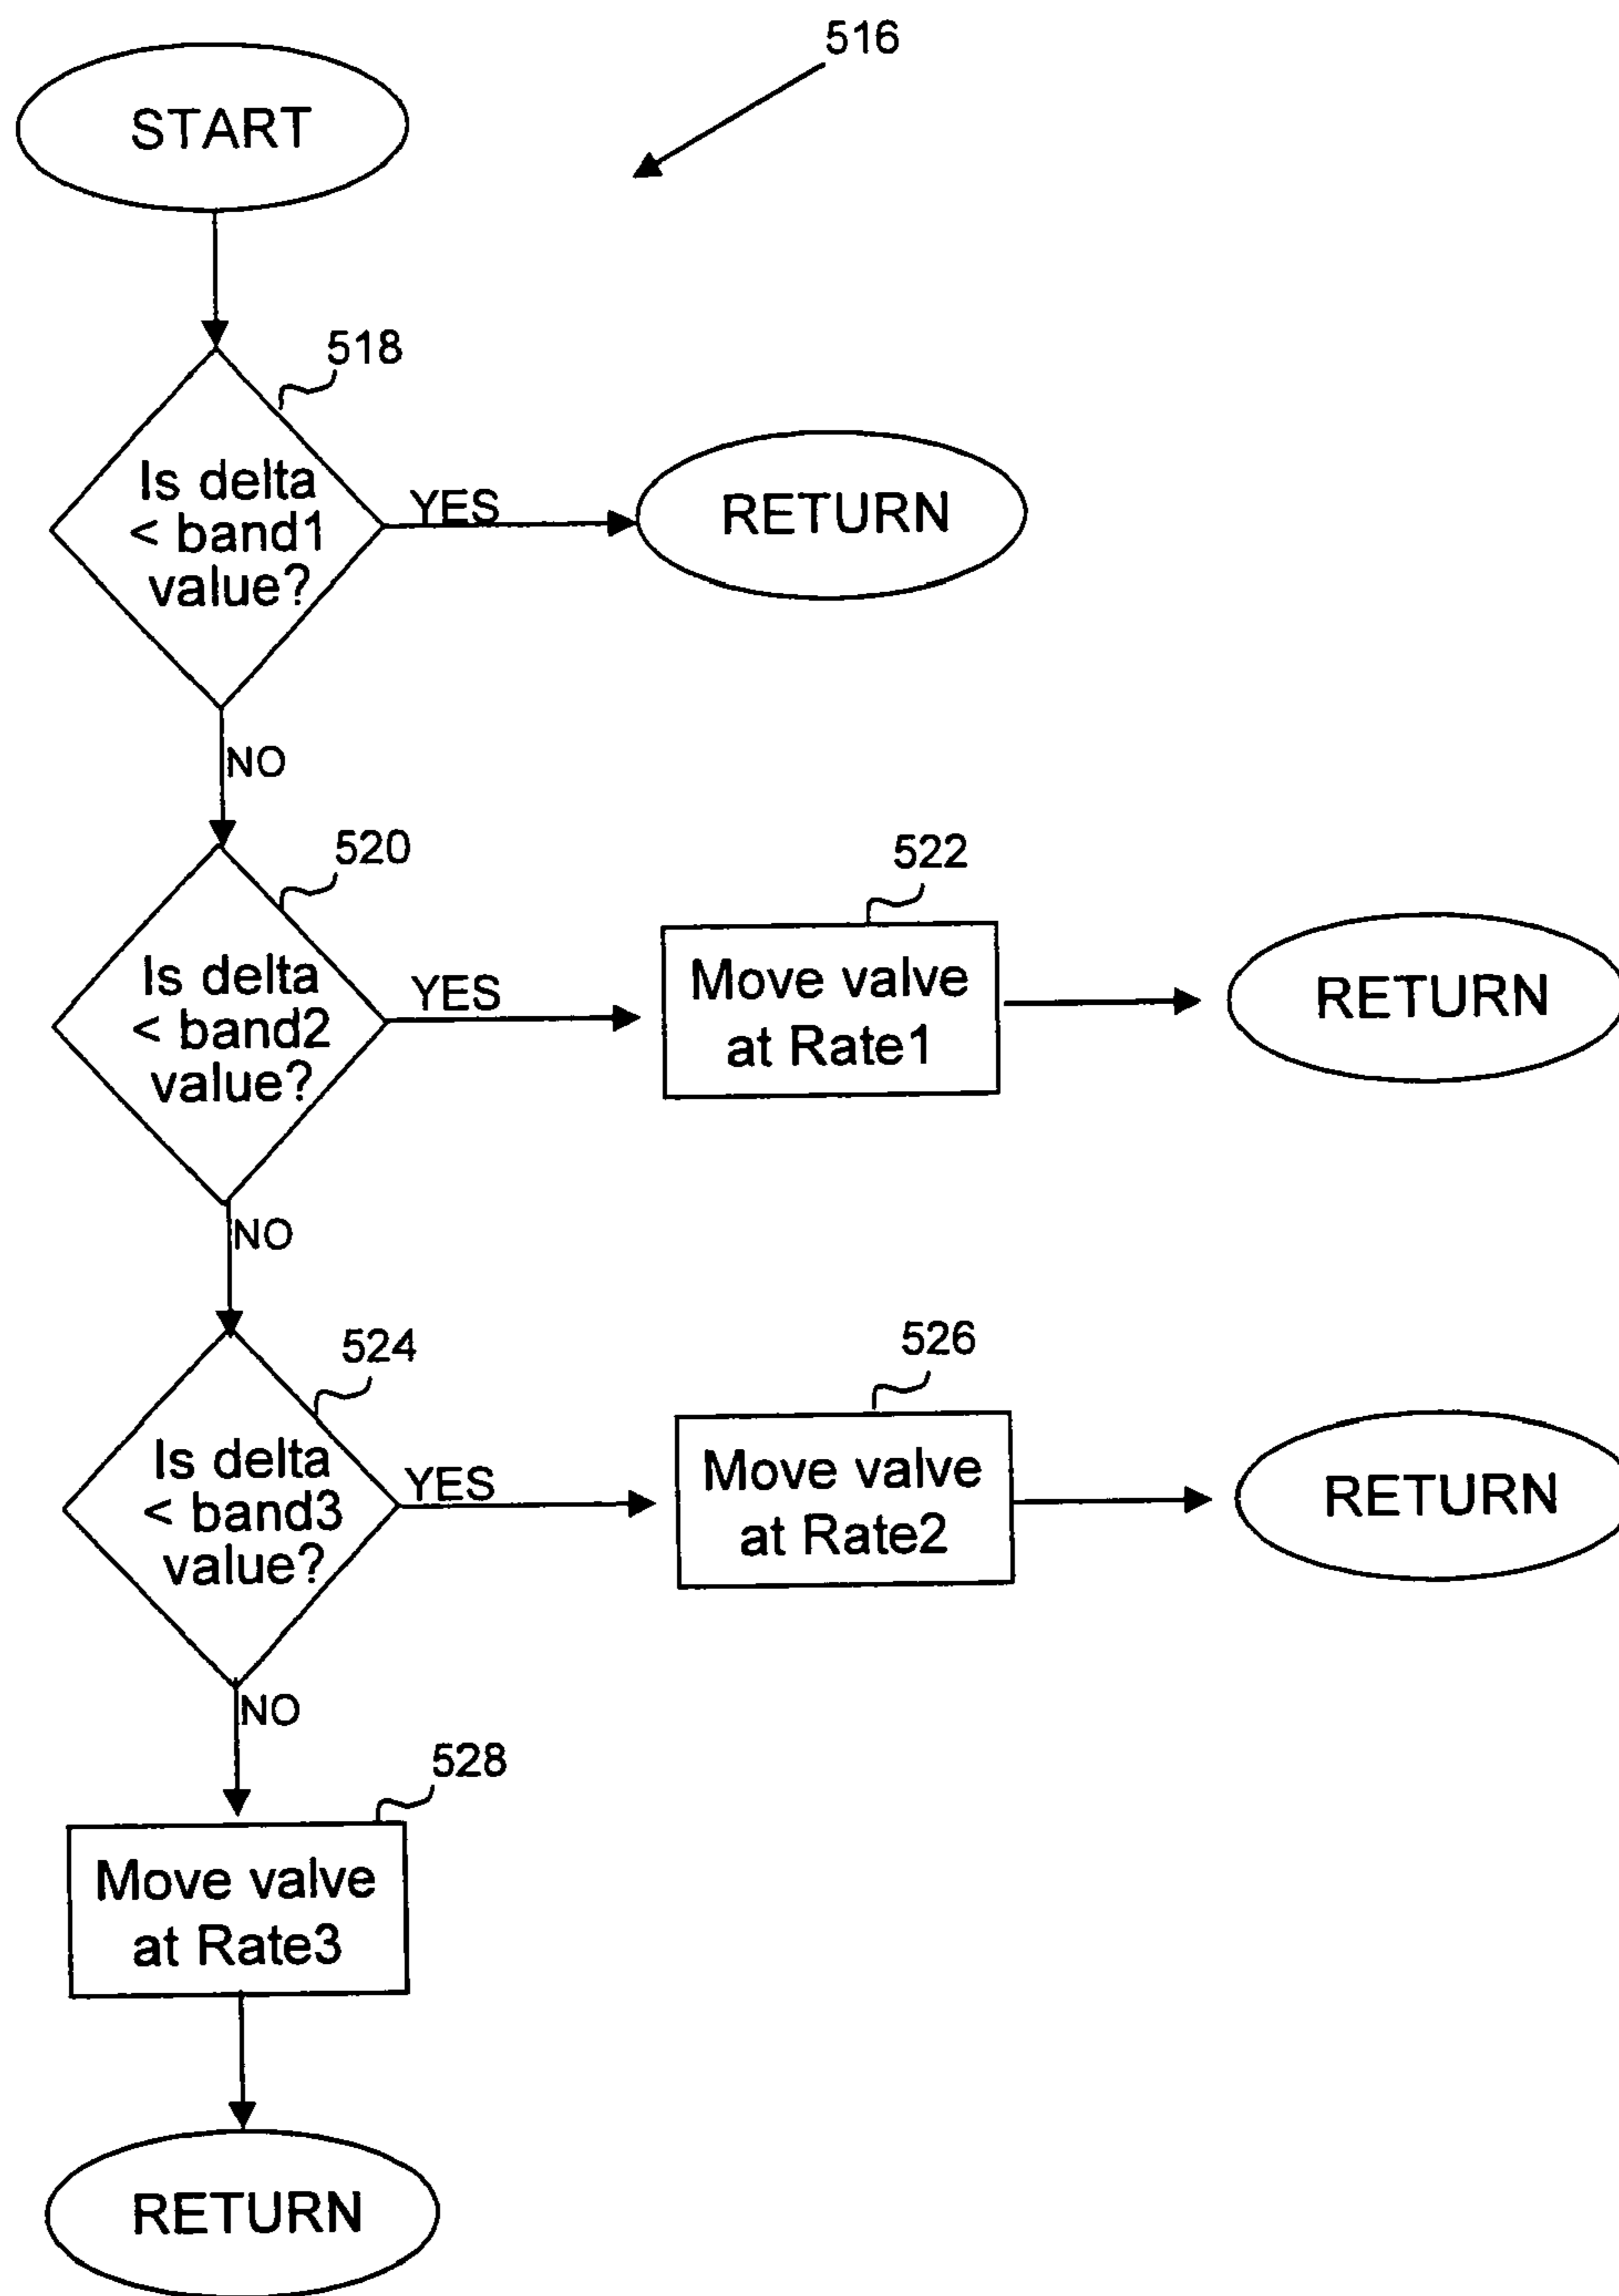 516
START
518
Is delta
< band1
value?
YES
RETURN
NO
520
Is delta
< band2
value?
YES
522
Move valve
at Rate1
RETURN
NO
524
Is delta
< band3
value?
YES
526
Move valve
at Rate2
RETURN
NO
528
Move valve
at Rate3
RETURN